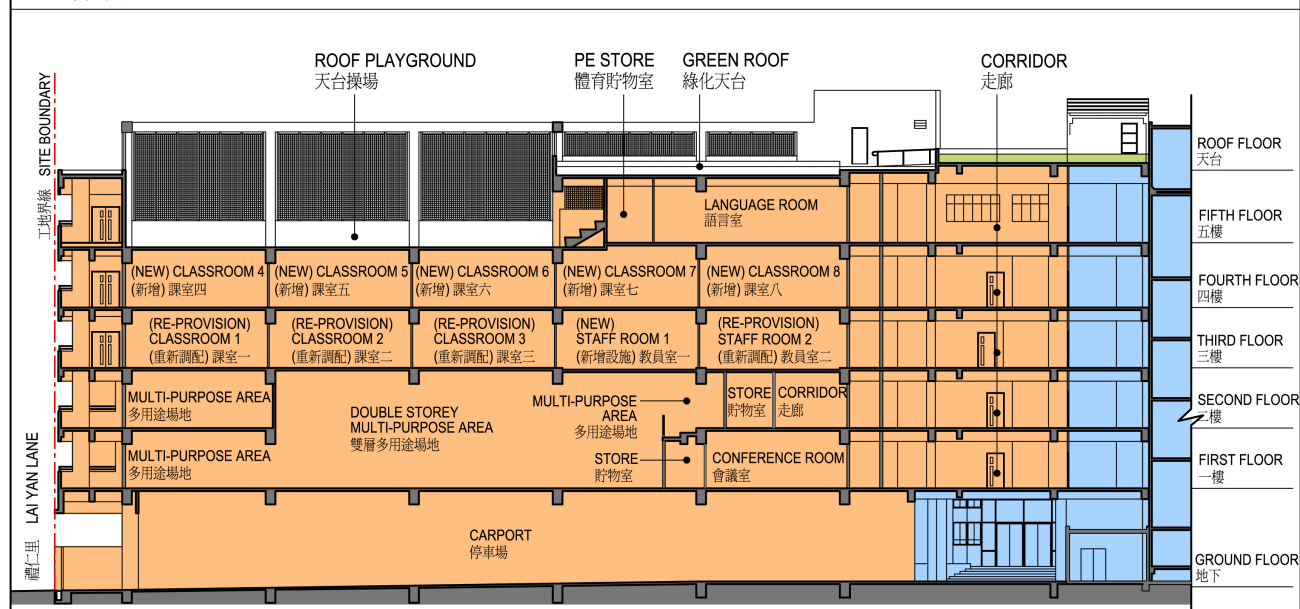 ROOF PLAYGROUND
天台操場
PE STORE
體育貯物室
GREEN ROOF
綠化天台
CORRIDOR
走廊
SITE BOUNDARY
工地界線
ROOF FLOOR
天台
LANGUAGE ROOM
語言室
FIFTH FLOOR
五樓
(NEW) CLASSROOM 4
(新增) 課室四
(NEW) CLASSROOM 5
(新增) 課室五
(NEW) CLASSROOM 6
(新增) 課室六
(NEW) CLASSROOM 7
(新增) 課室七
(NEW) CLASSROOM 8
(新增) 課室八
FOURTH FLOOR
四樓
(RE-PROVISION)
CLASSROOM 1
(重新調配) 課室一
(RE-PROVISION)
CLASSROOM 2
(重新調配) 課室二
(RE-PROVISION)
CLASSROOM 3
(重新調配) 課室三
(NEW)
STAFF ROOM 1
(新增設施) 教員室一
(RE-PROVISION)
STAFF ROOM 2
(重新調配) 教員室二
THIRD FLOOR
三樓
MULTI-PURPOSE AREA
多用途場地
DOUBLE STOREY
MULTI-PURPOSE AREA
雙層多用途場地
MULTI-PURPOSE
AREA
多用途場地
STORE
貯物室
CORRIDOR
走廊
SECOND FLOOR
二樓
MULTI-PURPOSE AREA
多用途場地
STORE
貯物室
CONFERENCE ROOM
會議室
FIRST FLOOR
一樓
LAI YAN LANE
禮仁里
CARPORT
停車場
GROUND FLOOR
地下